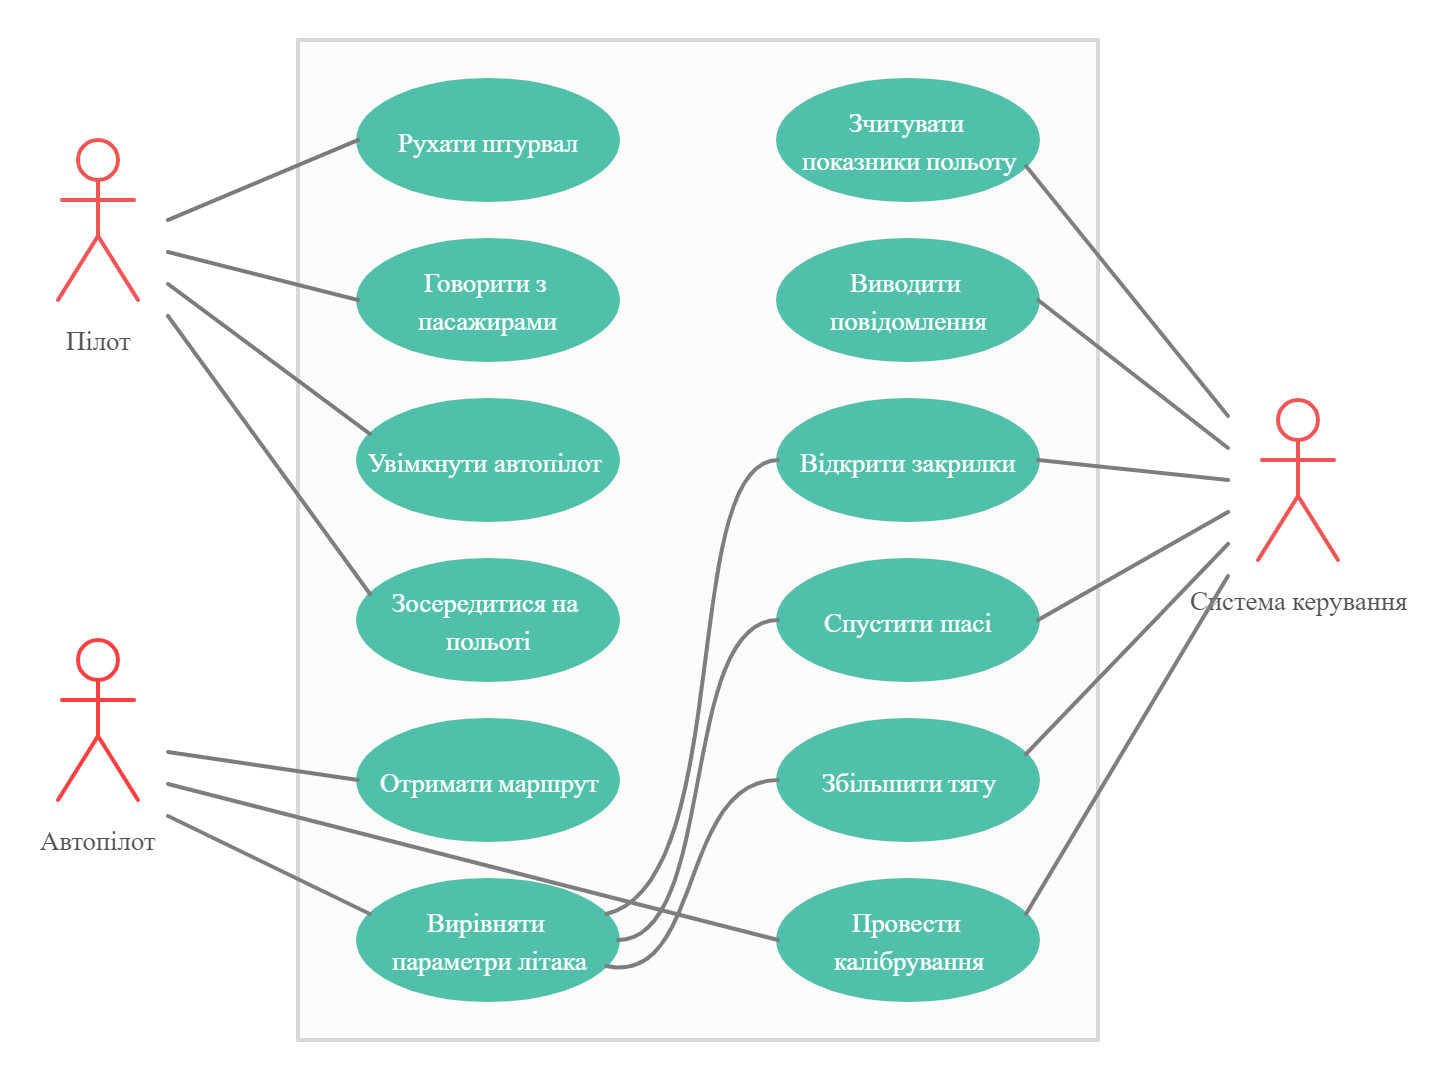 Рухати штурвал
Говорити з
пасажирами
Увімкнути автопілот
Зосередитися на
польоті
Отримати маршрут
Вирівняти
параметри літака
Зчитувати
показники польоту
Виводити
повідомлення
Відкрити закрилки
Спустити шасі
Збільшити тягу
Провести
калібрування
Пілот
Автопілот
Система керування